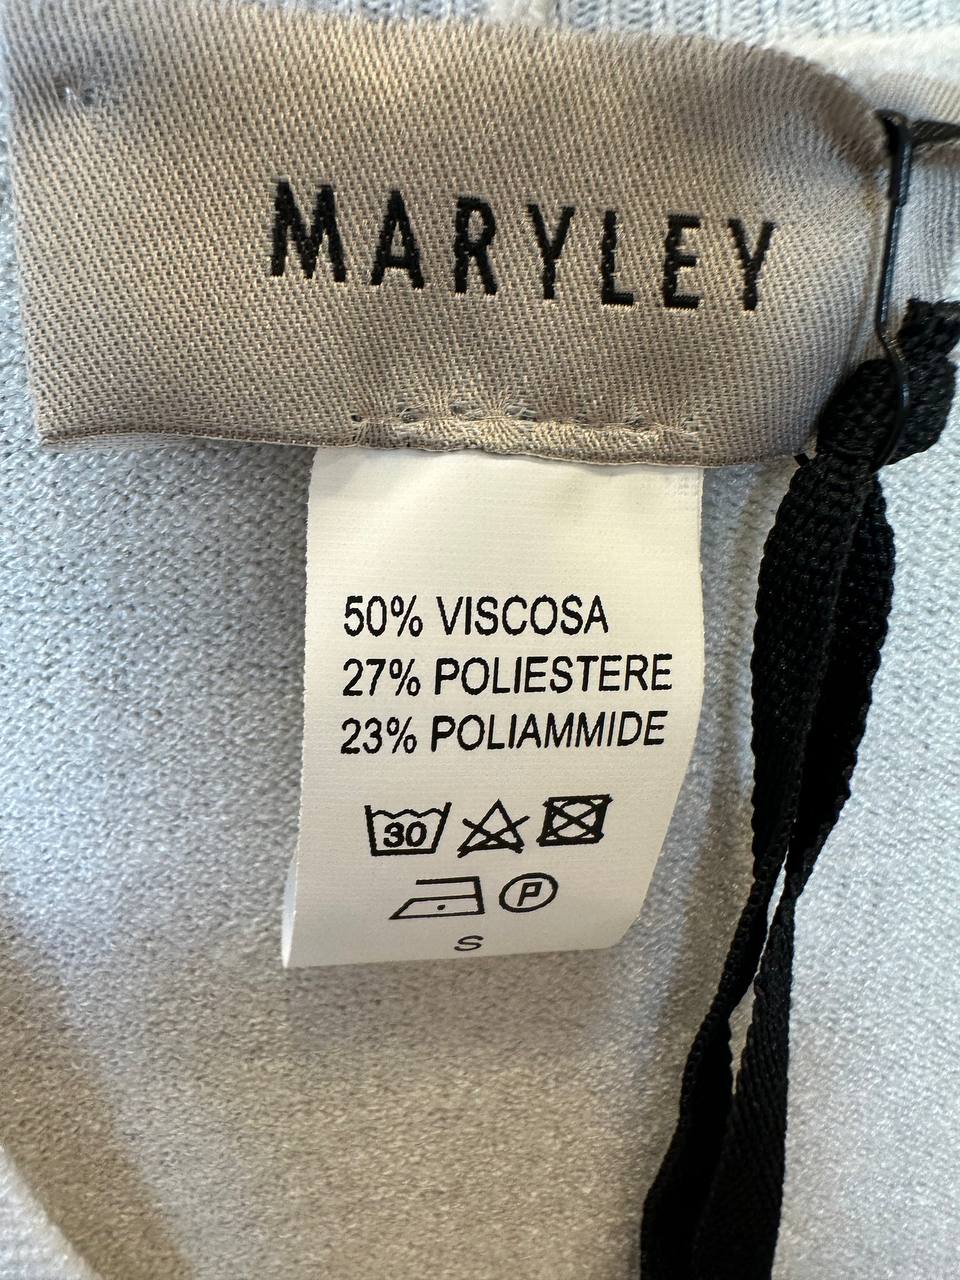 MARYLEY
50% VISCOSA
27% POLIESTERE
23% POLIAMMIDE
30
P
S